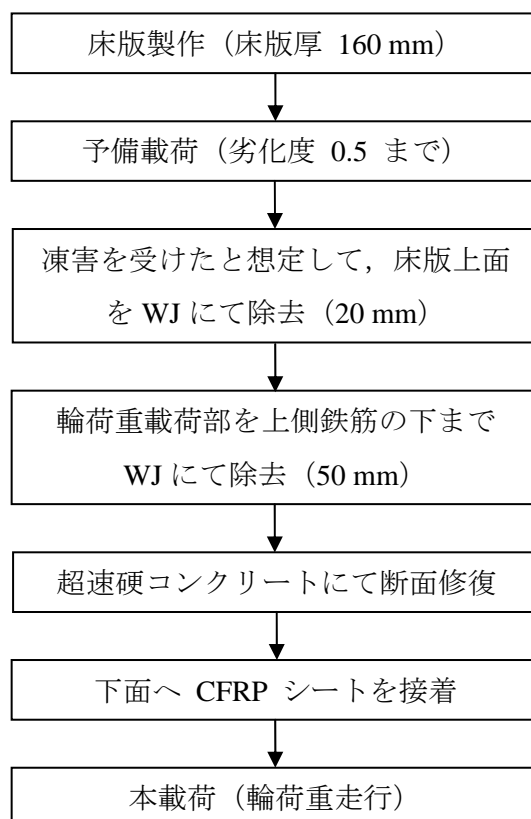 床版製作（床版厚 160 mm）
予備載荷（劣化度 0.5 まで）
凍害を受けたと想定して，床版上面
を WJ にて除去（20 mm）
輪荷重載荷部を上側鉄筋の下まで
WJ にて除去（50 mm）
超速硬コンクリートにて断面修復
下面へ CFRP シートを接着
本載荷（輪荷重走行）